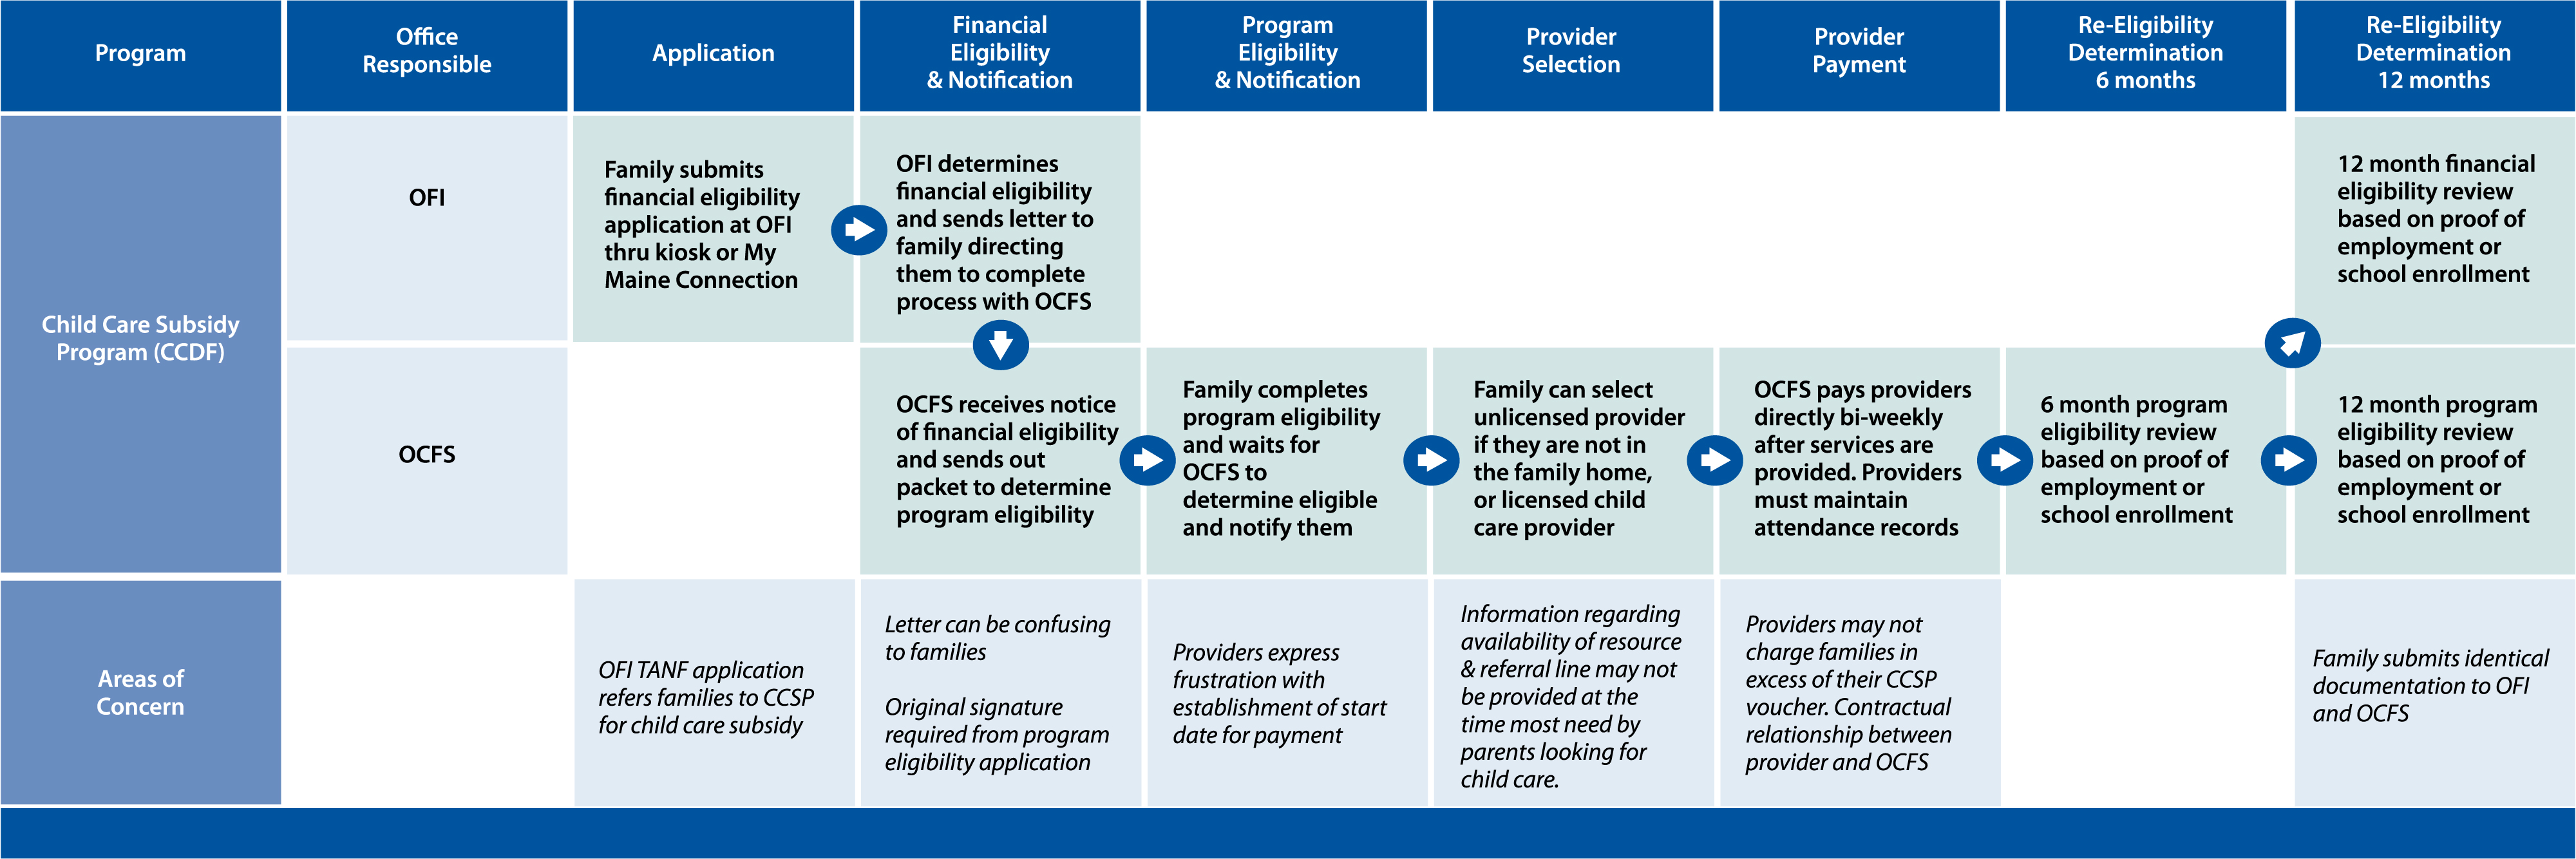 Program
Office
Responsible
Application
Financial
Eligibility
& Notification
Program
Eligibility
& Notification
Provider
Selection
Provider
Payment
Re-Eligibility
Determination
6 months
Re-Eligibility
Determination
12 months
Child Care Subsidy
Program (CCDF)
OFI
Family submits
financial eligibility
application at OFI
thru kiosk or My
Maine Connection
OFI determines
financial eligibility
and sends letter to
family directing
them to complete
process with OCFS
12 month financial
eligibility review
based on proof of
employment or
school enrollment
OCFS
OCFS receives notice
of financial eligibility
and sends out
packet to determine
program eligibility
Family completes
program eligibility
and waits for
OCFS to
determine eligible
and notify them
Family can select
unlicensed provider
if they are not in
the family home,
or licensed child
care provider
OCFS pays providers
directly bi-weekly
after services are
provided. Providers
must maintain
attendance records
6 month program
eligibility review
based on proof of
employment or
school enrollment
12 month program
eligibility review
based on proof of
employment or
school enrollment
Areas of
Concern
OFI TANF application
refers families to CCSP
for child care subsidy
Letter can be confusing
to families
Original signature
required from program
eligibility application
Providers express
frustration with
establishment of start
date for payment
Information regarding
availability of resource
& referral line may not
be provided at the
time most need by
parents looking for
child care.
Providers may not
charge families in
excess of their CCSP
voucher. Contractual
relationship between
provider and OCFS
Family submits identical
documentation to OFI
and OCFS